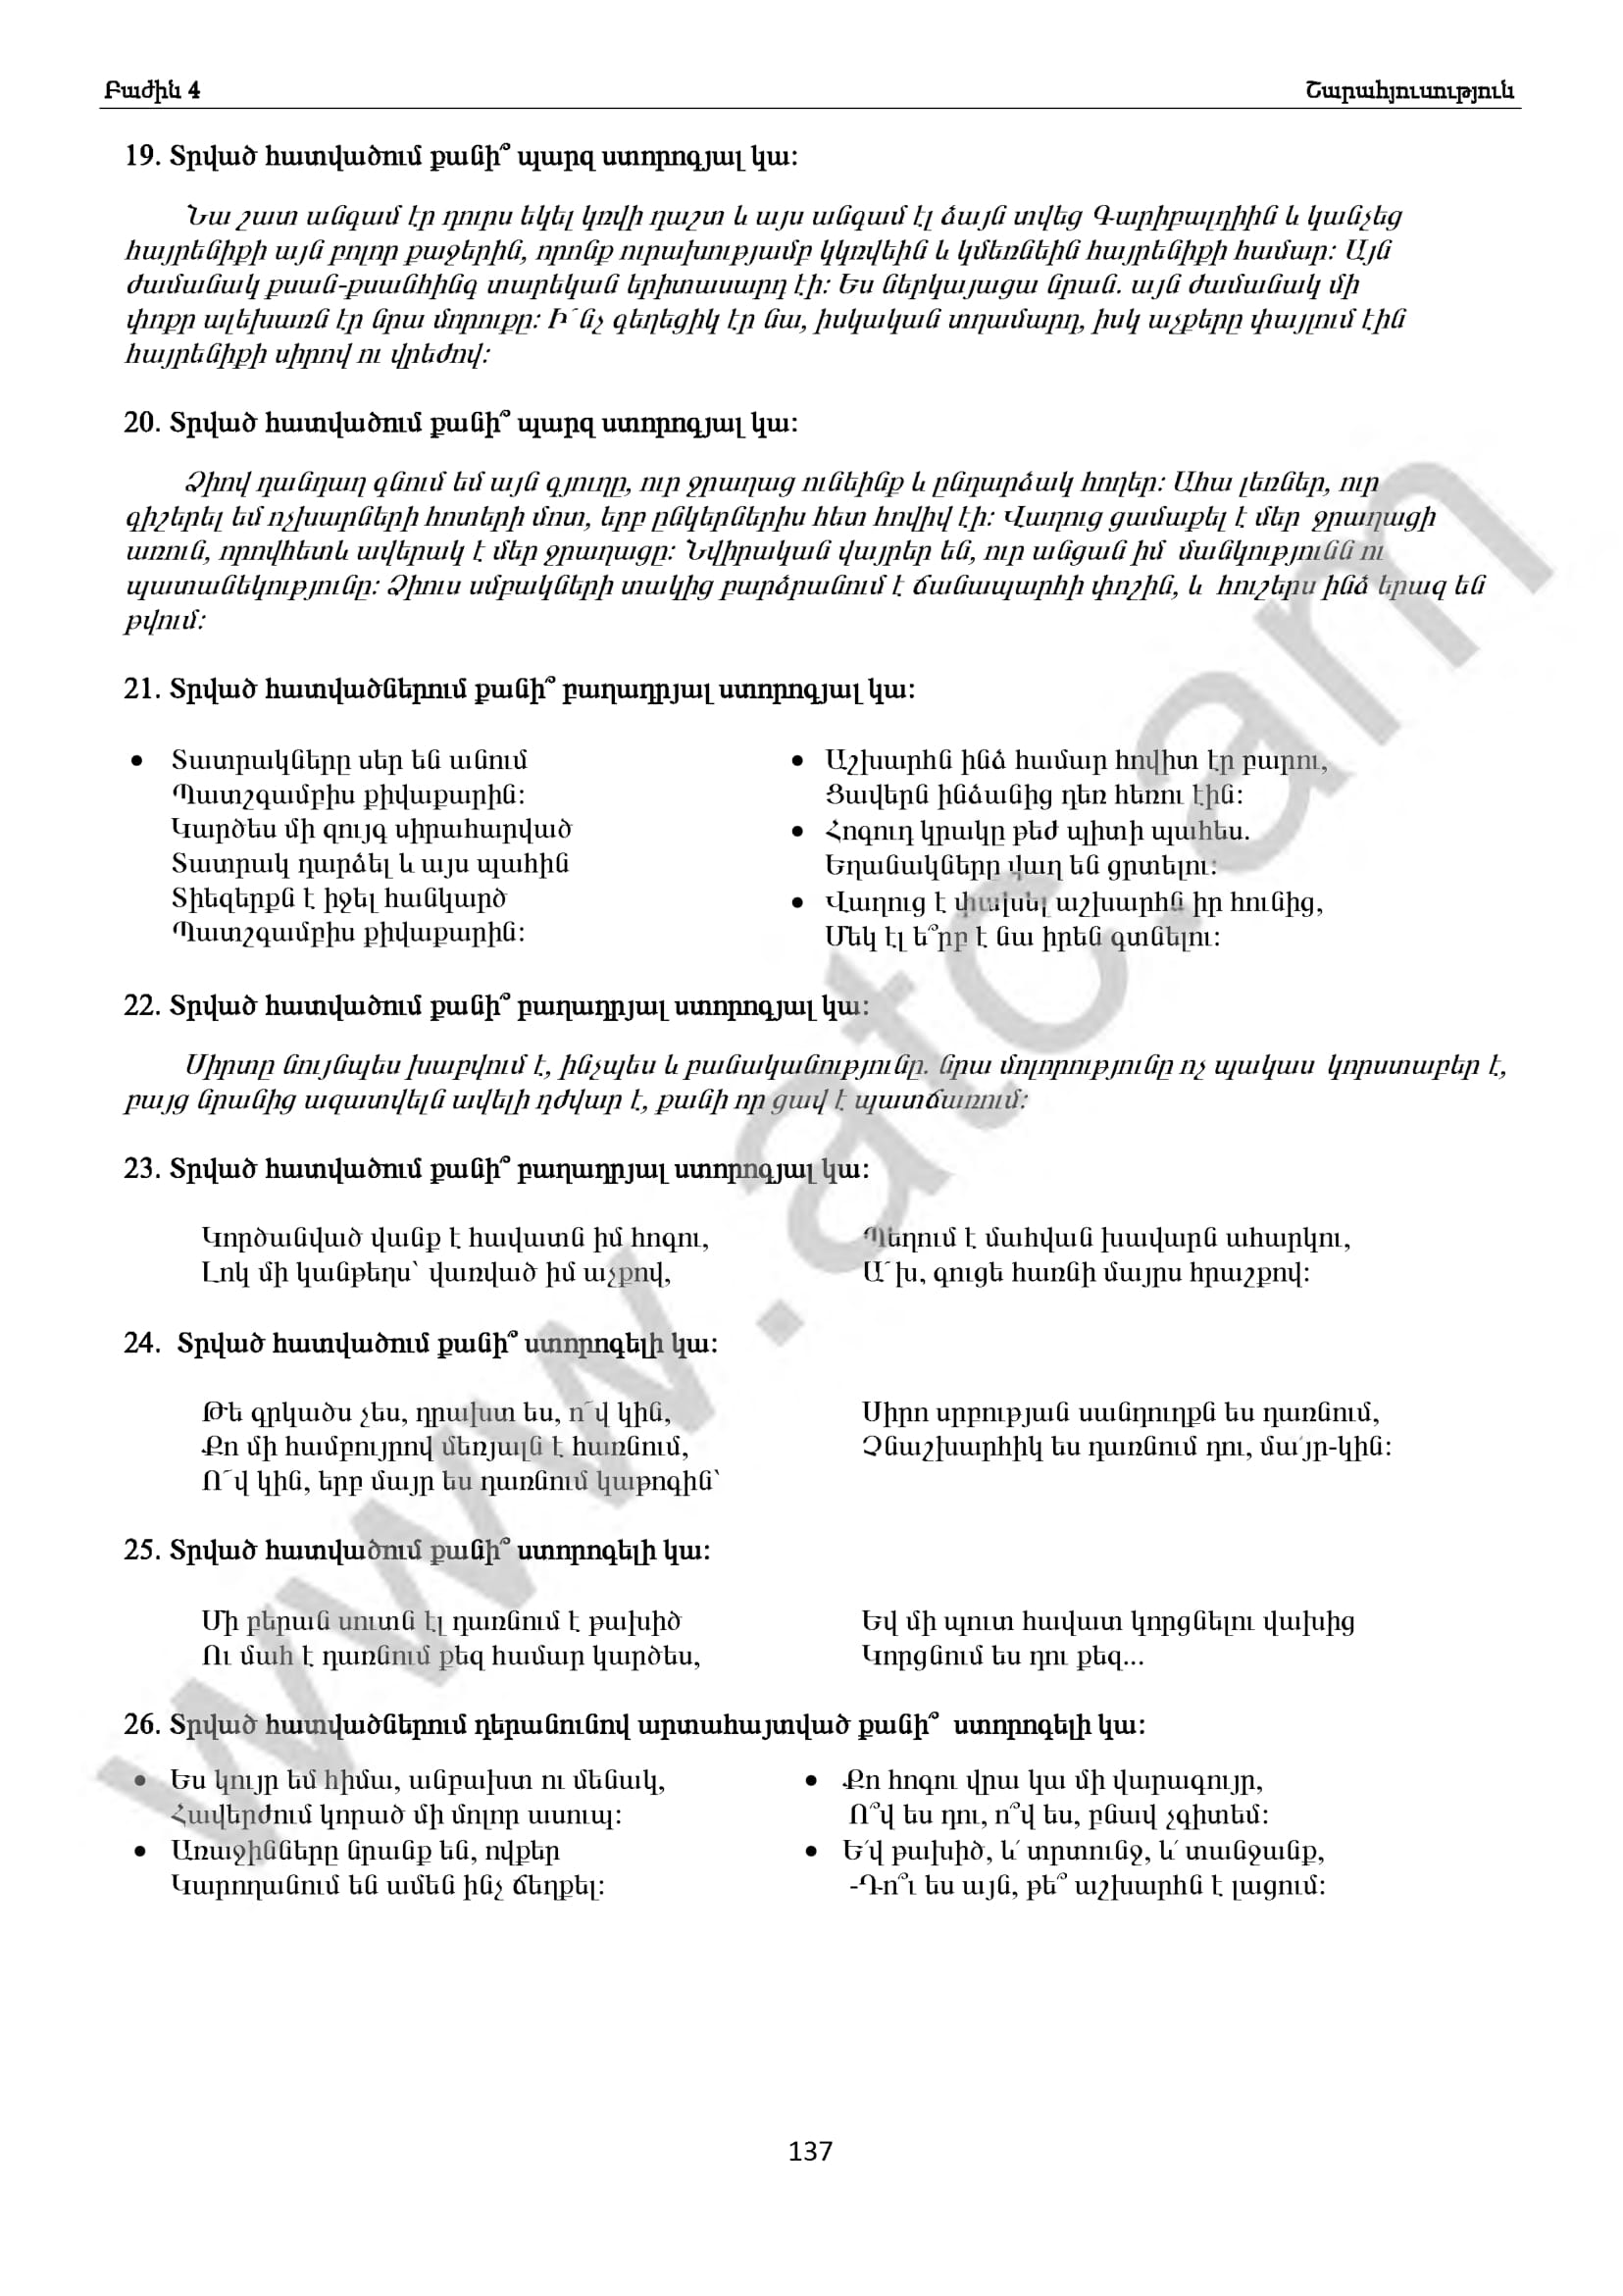 Բաժին 4
Շարահյուսություն
19. Տրված հատվածում քանի՞ պարզ ստորոգյալ կա:
Նա շատ անգամ էր դուրս եկել կռվի դաշտ և այս անգամ էլ ձայն տվեց Գարիբալդիին և կանչեց
հայրենիքի այն բոլոր քաջերին, որոնք ուրախությամբ կկռվեին և կմեռնեին հայրենիքի համար: Այն
ժամանակ քսան-քսանհինգ տարեկան երիտասարդ էի: Ես ներկայացա նրան. այն ժամանակ մի
փոքր ալեխառն էր նրա մորուքը: Ի՜նչ գեղեցիկ էր նա, իսկական տղամարդ, իսկ աչքերը փայլում էին
հայրենիքի սիրով ու վրեժով:
20. Տրված հատվածում քանի՞ պարզ ստորոգյալ կա:
Ձիով դանդաղ գնում եմ այն գյուղը, ուր ջրաղաց ունեինք և ընդարձակ հողեր: Ահա լեռներ, ուր
գիշերել եմ ոչխարների հոտերի մոտ, երբ ընկերներիս հետ հովիվ էի: Վաղուց ցամաքել է մեր ջրաղացի
առուն, որովհետև ավերակ է մեր ջրաղացը: Նվիրական վայրեր են, ուր անցան իմ մանկությունն ու
պատանեկությունը: Ձիուս սմբակների տակից բարձրանում է ճանապարհի փոշին, և հուշերս ինձ երազ են
թվում:
21. Տրված հատվածներում քանի՞ բաղադրյալ ստորոգյալ կա:
• Տատրակները սեր են անում
Պատշգամբիս քիվաքարին:
Կարծես մի զույգ սիրահարված
Տատրակ դարձել և այս պահին
Տիեզերքն է իջել հանկարծ
Պատշգամբիս քիվաքարին:
• Աշխարհն ինձ համար հովիտ էր բարու,
Ցավերն ինձանից դեռ հեռու էին:
• Հոգուդ կրակը թեժ պիտի պահես.
Եղանակները վաղ են ցրտելու:
• Վաղուց է փախել աշխարհն իր հունից,
Մեկ էլ ե՞րբ է նա իրեն գտնելու:
22. Տրված հատվածում քանի՞ բաղադրյալ ստորոգյալ կա:
Սիրտը նույնպես խաբվում է, ինչպես և բանականությունը. նրա մոլորությունը ոչ պակաս կորստաբեր է,
բայց նրանից ազատվելն ավելի դժվար է, քանի որ ցավ է պատճառում:
23. Տրված հատվածում քանի՞ բաղադրյալ ստորոգյալ կա:
Կործանված վանք է հավատն իմ հոգու,
Լոկ մի կանթեղս՝ վառված իմ աչքով,
Պեղում է մահվան խավարն ահարկու,
Ա՜խ, գուցե հառնի մայրս հրաշքով:
24. Տրված հատվածում քանի՞ ստորոգելի կա:
Թե գրկածս չես, դրախտ ես, ո՜վ կին,
Քո մի համբույրով մեռյալն է հառնում,
Ո՜վ կին, երբ մայր ես դառնում կաթոգին՝
Սիրո սրբության սանդուղքն ես դառնում,
Չնաշխարհիկ ես դառնում դու, մա՛յր-կին:
25. Տրված հատվածում քանի՞ ստորոգելի կա:
Մի բերան սուտն էլ դառնում է թախիծ
Ու մահ է դառնում քեզ համար կարծես,
Եվ մի պուտ հավատ կորցնելու վախից
Կորցնում ես դու քեզ...
26. Տրված հատվածներում դերանունով արտահայտված քանի՞ ստորոգելի կա:
• Ես կույր եմ հիմա, անբախտ ու մենակ,
Հավերժում կորած մի մոլոր ասուպ:
• Առաջինները նրանք են, ովքեր
Կարողանում են ամեն ինչ ճեղքել:
• Քո հոգու վրա կա մի վարագույր,
Ո՞վ ես դու, ո՞վ ես, բնավ չգիտեմ:
• Ե՛վ թախիծ, և՛ տրտունջ, և՛ տանջանք,
-Դո՞ւ ես այն, թե՞ աշխարհն է լացում:
www.atc.am
137